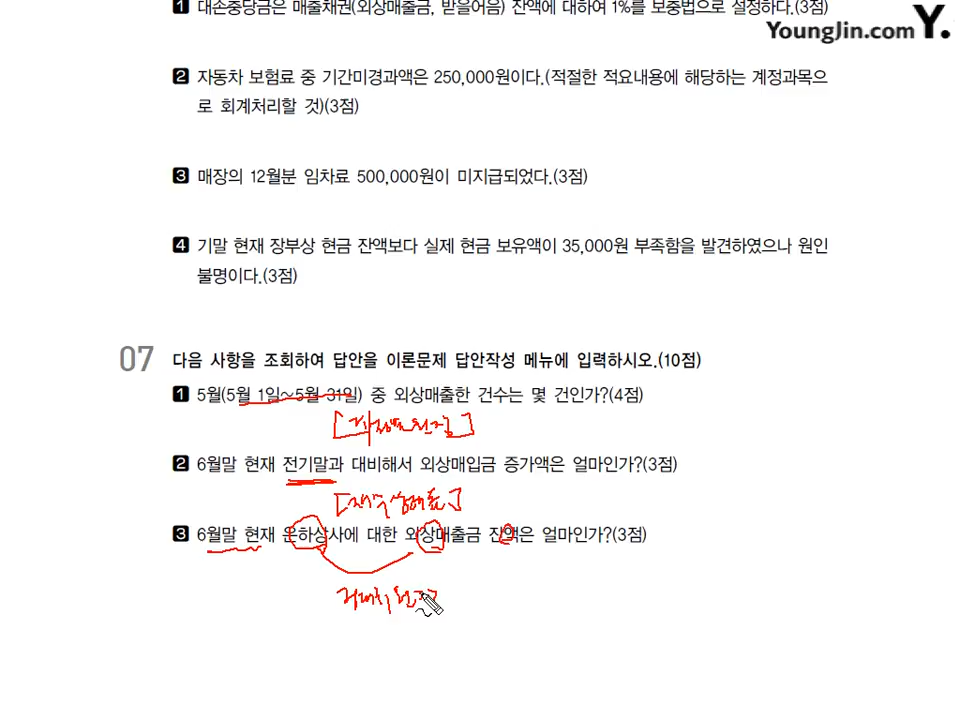 1 대손충당금은 매출채권(외상매출금, 받을어음) 잔액에 대하여 1%를 보충법으로 설정하다.(3점)
YoungJin.com Y.
2 자동차 보험료 중 기간미경과액은 250,000원이다.(적절한 적요내용에 해당하는 계정과목으
로 회계처리할 것)(3점)
3 매장의 12월분 임차료 500,000원이 미지급되었다.(3점)
4 기말 현재 장부상 현금 잔액보다 실제 현금 보유액이 35,000원 부족함을 발견하였으나 원인
불명이다.(3점)
07 다음 사항을 조회하여 답안을 이론문제 답안작성 메뉴에 입력하시오.(10점)
1 5월(5월 1일~5월 31일) 중 외상매출한 건수는 몇 건인가?(4점)
2 6월말 현재 전기말과 대비해서 외상매입금 증가액은 얼마인가?(3점)
3 6월말 현재 운하상사에 대한 외상매출금 잔액은 얼마인가?(3점)